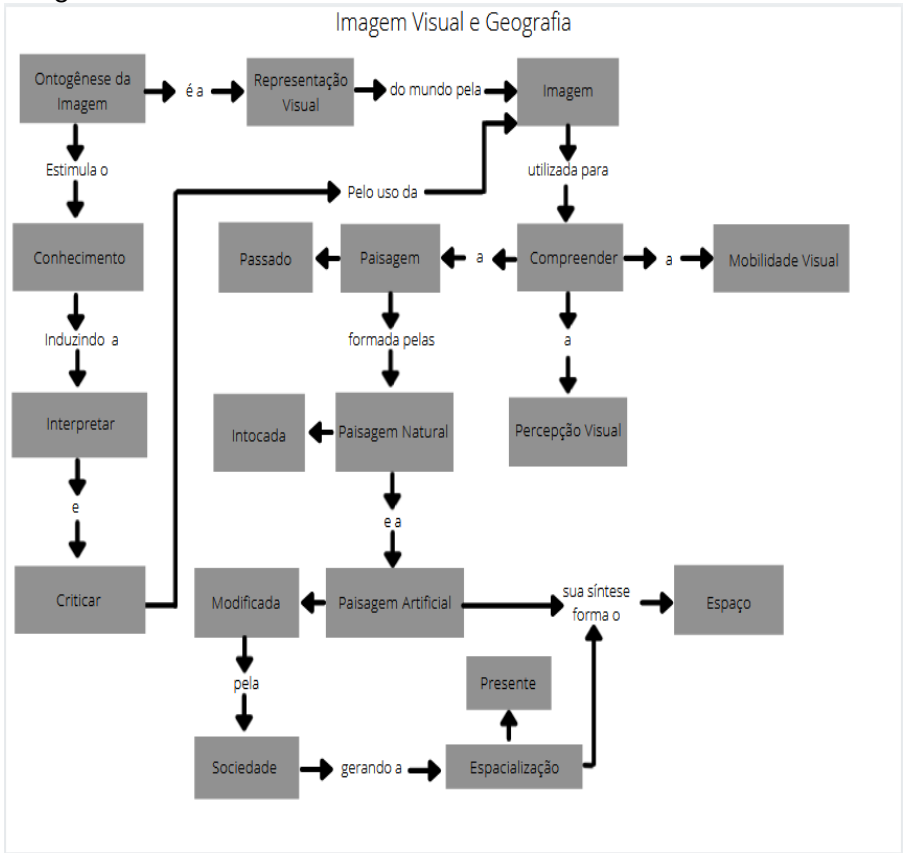 Imagem Visual e Geografia
Ontogênese da
Imagem
é a
Representação
Visual
do mundo pela
Imagem
Estimula o
Pelo uso da
utilizada para
Conhecimento
Passado
Paisagem
a
Compreender
a
Mobilidade Visual
Induzindo a
formada pelas
a
Interpretar
Intocada
Paisagem Natural
Percepção Visual
e
e a
Criticar
Modificada
Paisagem Artificial
sua síntese
forma o
Espaço
pela
Presente
Sociedade
gerando a
Espacialização